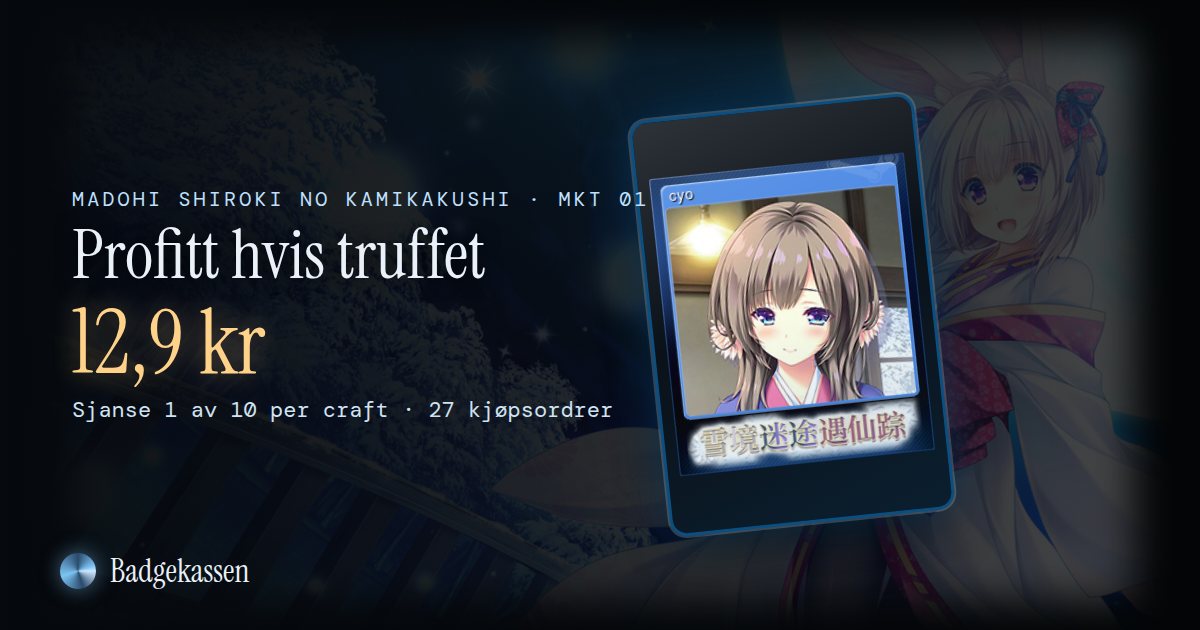 MADOHI SHIROKI NO KAMIKAKUSHI · MKT 01
Profitt hvis truffet
12,9 kr
Sjanse 1 av 10 per craft · 27 kjøpsordrer
cyo
雪境迷途遇仙踪
Badgekassen